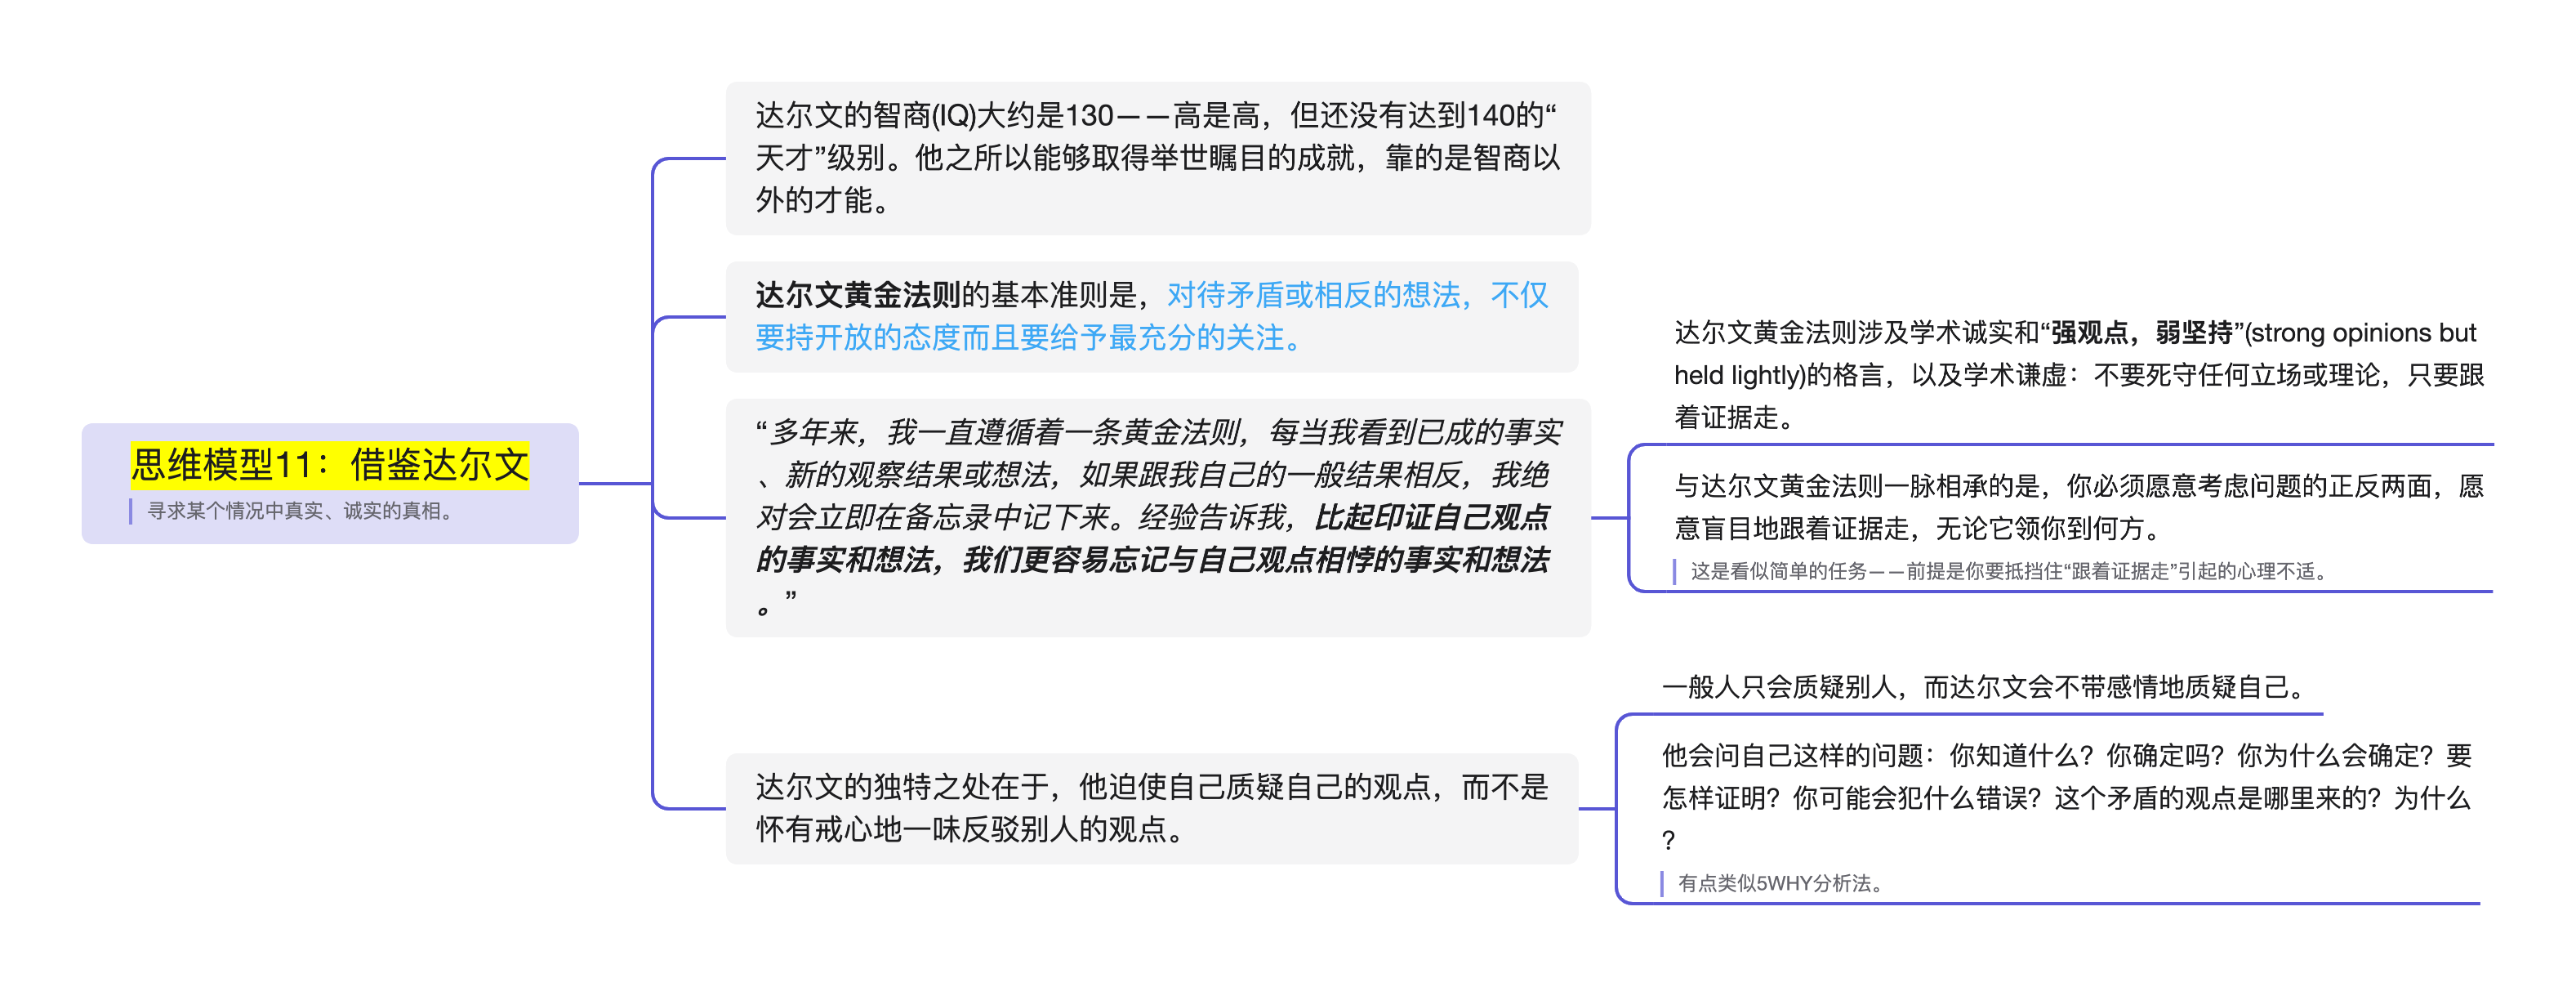 思维模型11：借鉴达尔文
寻求某个情况中真实、诚实的真相。
达尔文的智商(IQ)大约是130——高是高，但还没有达到140的“
天才”级别。他之所以能够取得举世瞩目的成就，靠的是智商以
外的才能。
达尔文黄金法则的基本准则是，对待矛盾或相反的想法，不仅
要持开放的态度而且要给予最充分的关注。
“多年来，我一直遵循着一条黄金法则，每当我看到已成的事实
、新的观察结果或想法，如果跟我自己的一般结果相反，我绝
对会立即在备忘录中记下来。经验告诉我，比起印证自己观点
的事实和想法，我们更容易忘记与自己观点相悖的事实和想法
。”
达尔文黄金法则涉及学术诚实和“强观点，弱坚持”(strong opinions but
held lightly)的格言，以及学术谦虚：不要死守任何立场或理论，只要跟
着证据走。
与达尔文黄金法则一脉相承的是，你必须愿意考虑问题的正反两面，愿
意盲目地跟着证据走，无论它领你到何方。
这是看似简单的任务——前提是你要抵挡住“跟着证据走”引起的心理不适。
达尔文的独特之处在于，他迫使自己质疑自己的观点，而不是
怀有戒心地一味反驳别人的观点。
一般人只会质疑别人，而达尔文会不带感情地质疑自己。
他会问自己这样的问题：你知道什么？你确定吗？你为什么会确定？要
怎样证明？你可能会犯什么错误？这个矛盾的观点是哪里来的？为什么
？
有点类似5WHY分析法。